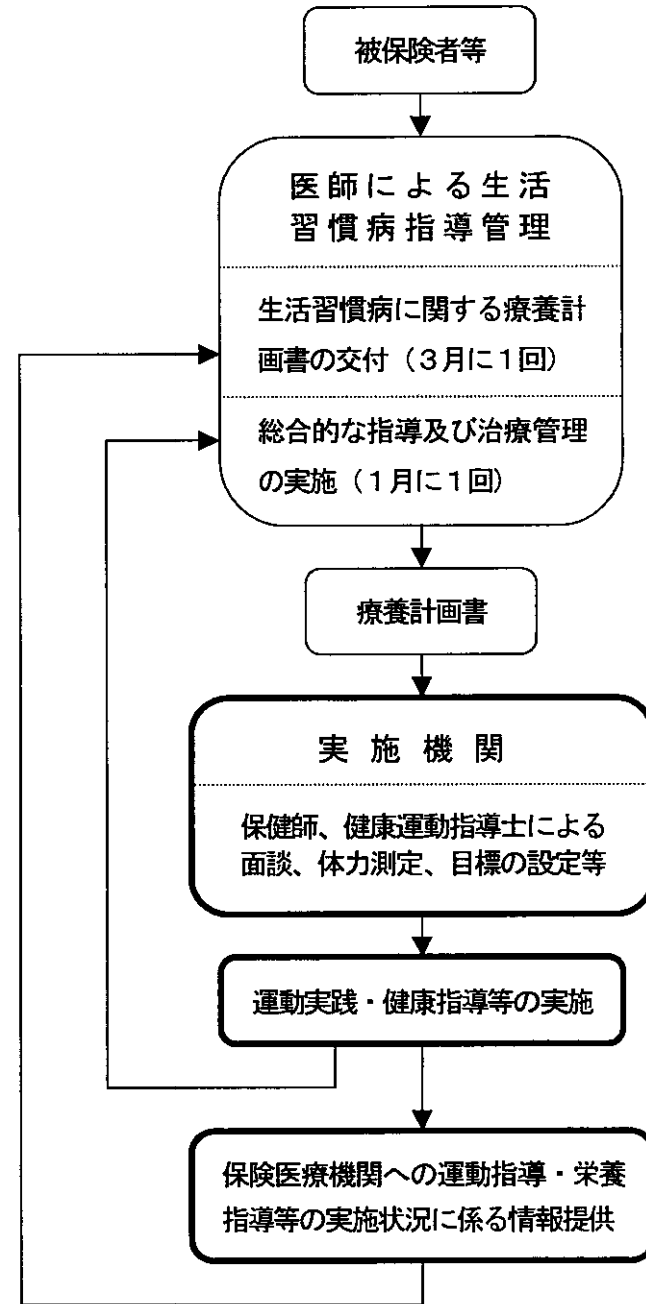 被保険者等
医師による生活
習慣病指導管理
生活習慣病に関する療養計
画書の交付（３月に１回）
総合的な指導及び治療管理
の実施（１月に１回）
療養計画書
実施機関
保健師、健康運動指導士による
面談、体力測定、目標の設定等
運動実践・健康指導等の実施
保険医療機関への運動指導・栄養
指導等の実施状況に係る情報提供